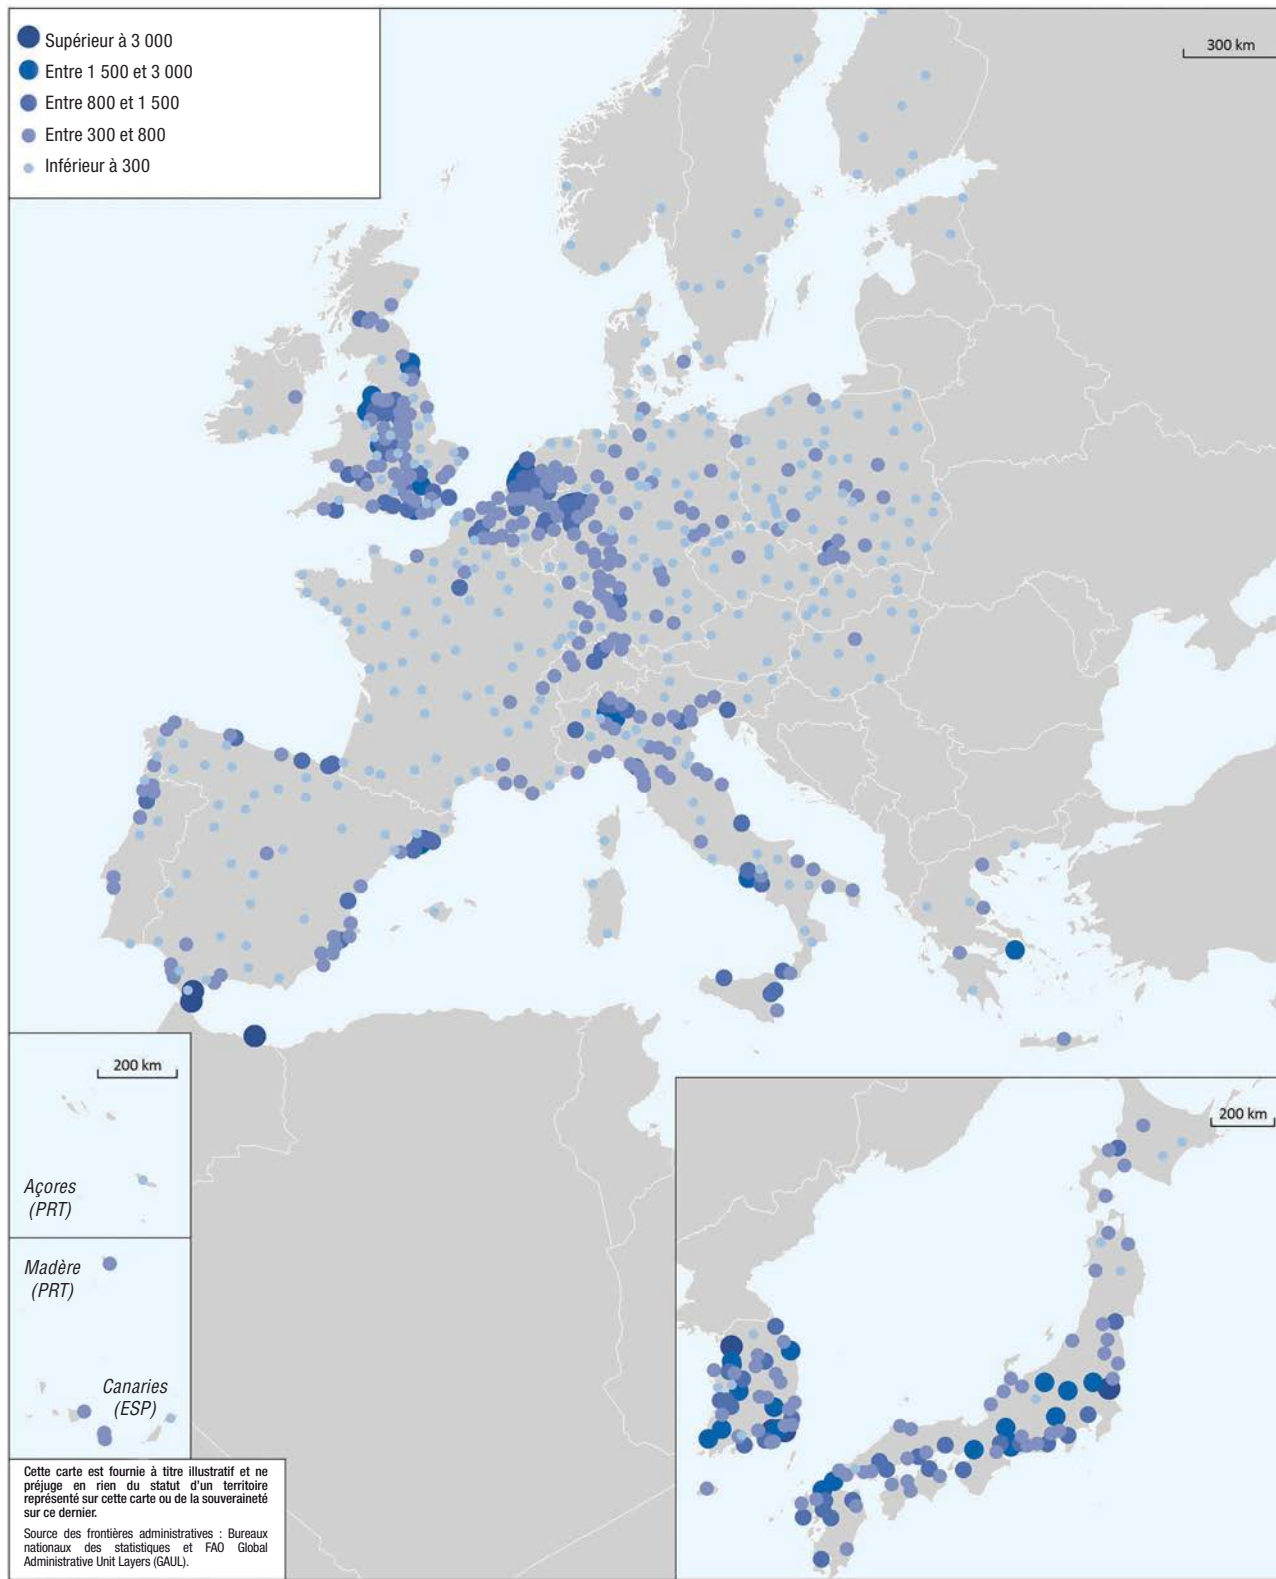 Supérieur à 3 000
Entre 1 500 et 3 000
Entre 800 et 1 500
Entre 300 et 800
Inférieur à 300
300 km
200 km
Açores
(PRT)
Madère
(PRT)
Canaries
(ESP)
200 km
Cette carte est fournie à titre illustratif et ne
préjuge en rien du statut d'un territoire
représenté sur cette carte ou de la souveraineté
sur ce dernier.
Source des frontières administratives : Bureaux
nationaux des statistiques et FAO Global
Administrative Unit Layers (GAUL).